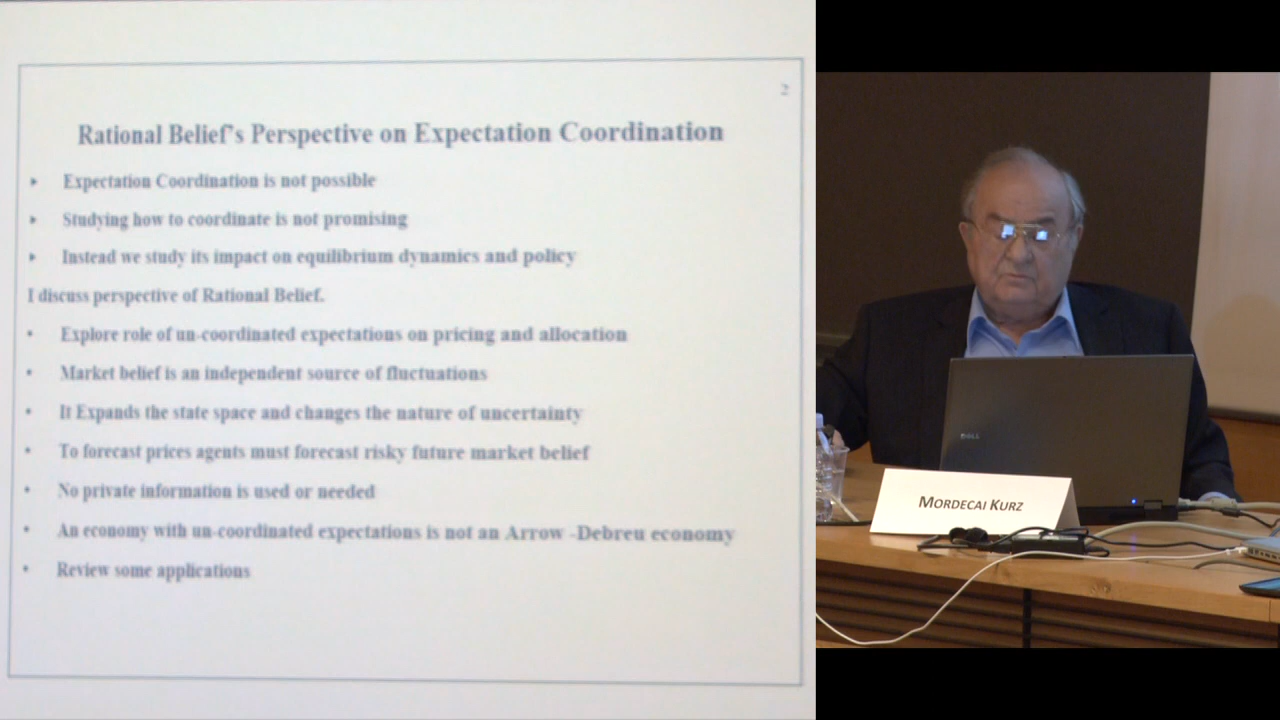 2
Rational Belief's Perspective on Expectation Coordination
Expectation Coordination is not possible
Studying how to coordinate is not promising
Instead we study its impact on equilibrium dynamics and policy
I discuss perspective of Rational Belief.
Explore role of un-coordinated expectations on pricing and allocation
Market belief is an independent source of fluctuations
It Expands the state space and changes the nature of uncertainty
To forecast prices agents must forecast risky future market belief
No private information is used or needed
An economy with un-coordinated expectations is not an Arrow -Debreu economy
Review some applications
DELL
MORDECAI KURZ